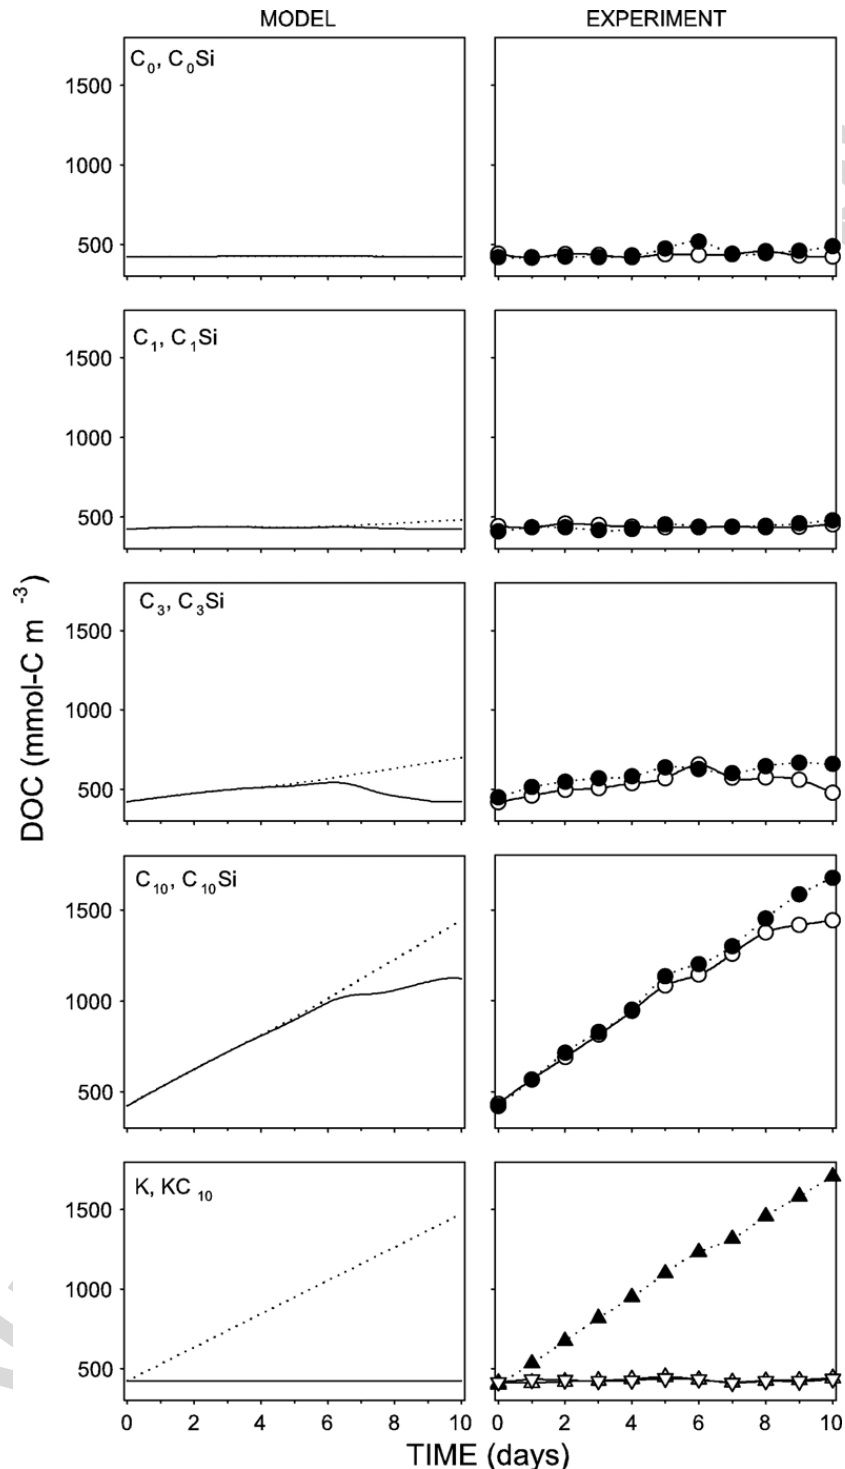 MODEL EXPERIMENT
C0, C0Si
1500
1000
500
C1, C1Si
1500
1000
500
C3, C3Si
1500
1000
500
C10, C10Si
1500
1000
500
K, KC10
1500
1000
500
0 2 4 6 8 10 0 2 4 6 8 10
TIME (days)
DOC (mmol-C m -3)